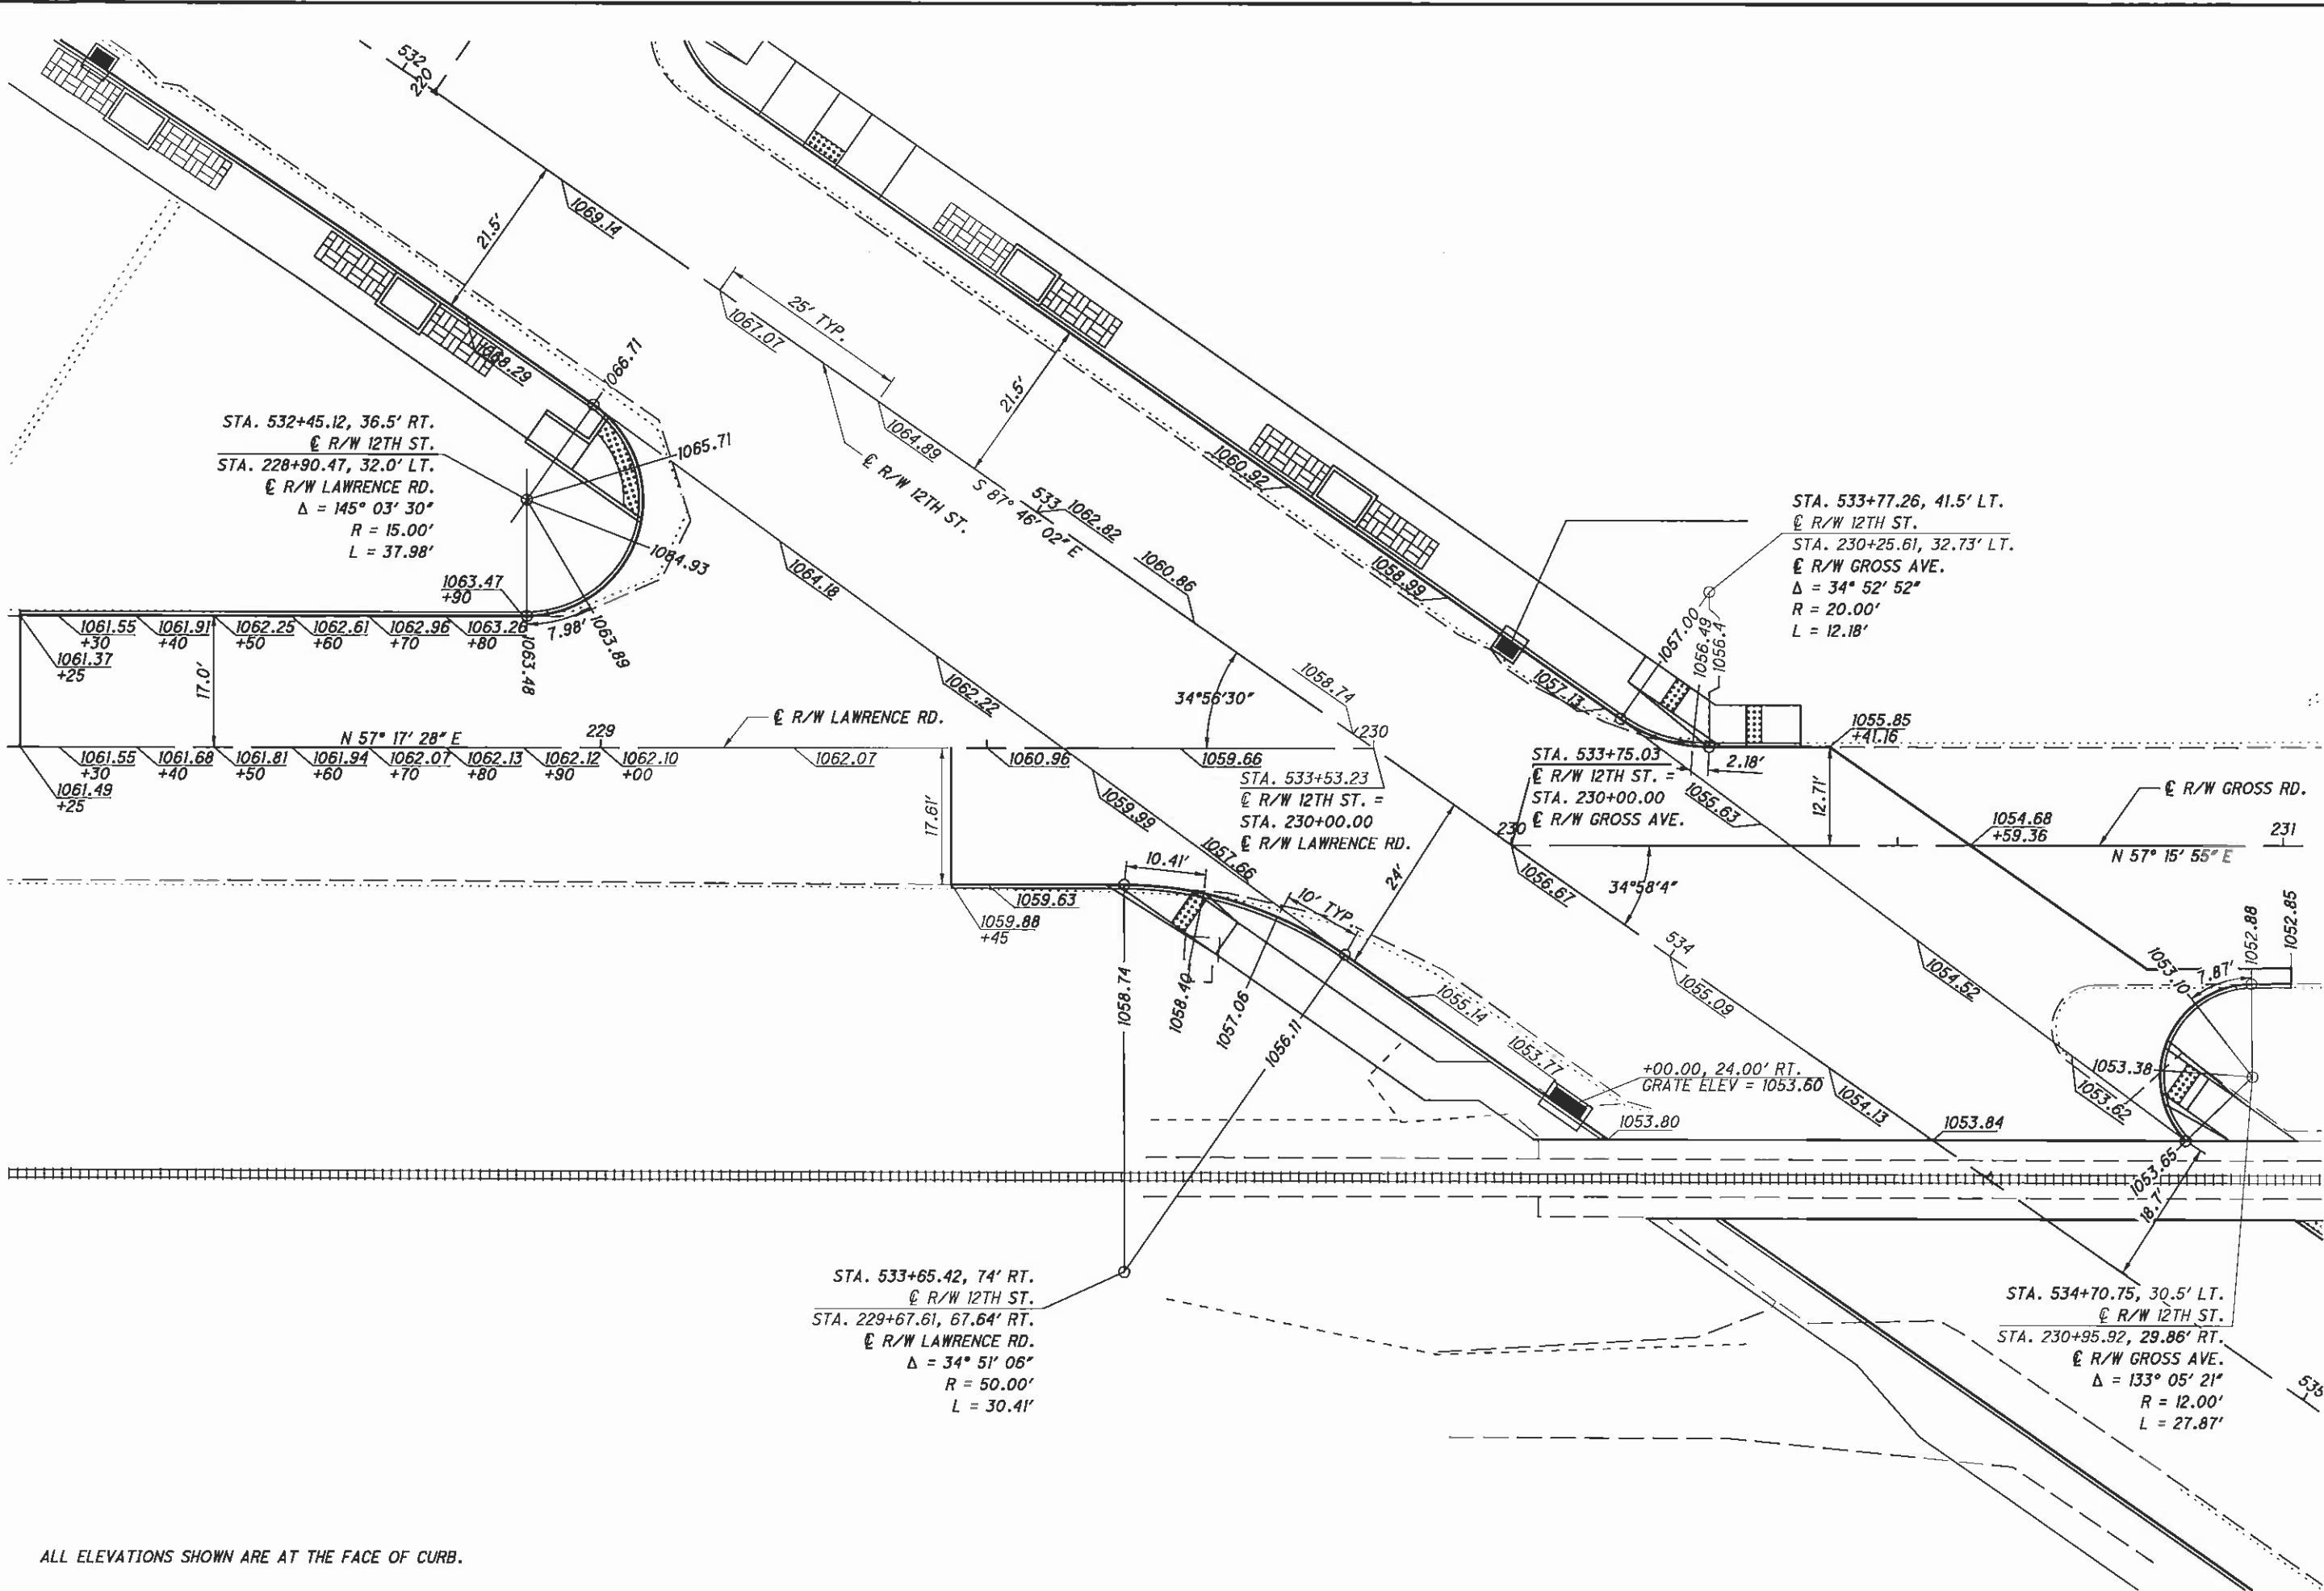 532
220
1069.14
21.5'
25' TYP.
1067.07
1064.89
℄ R/W 12TH ST.
S 87° 46' 02" E
533
1062.82
1060.86
21.5'
1060.92
1058.99
1068.29
1066.71
1065.71
1064.93
1063.89
STA. 532+45.12, 36.5' RT.
℄ R/W 12TH ST.
STA. 228+90.47, 32.0' LT.
℄ R/W LAWRENCE RD.
Δ = 145° 03' 30"
R = 15.00'
L = 37.98'
1063.47
+90
7.98'
1063.48
1061.55
+30
1061.91
+40
1062.25
+50
1062.61
+60
1062.96
+70
1063.26
+80
1061.37
+25
17.0'
N 57° 17' 28" E
229
℄ R/W LAWRENCE RD.
1061.55
+30
1061.68
+40
1061.81
+50
1061.94
+60
1062.07
+70
1062.13
+80
1062.12
+90
1062.10
+00
1062.07
1060.96
1059.66
1061.49
+25
1064.18
1062.22
34°56'30"
1058.74
230
STA. 533+77.26, 41.5' LT.
℄ R/W 12TH ST.
STA. 230+25.61, 32.73' LT.
℄ R/W GROSS AVE.
Δ = 34° 52' 52"
R = 20.00'
L = 12.18'
1057.00
1056.49
1056.4
1057.13
1055.85
+41.16
2.18'
12.71'
STA. 533+75.03
℄ R/W 12TH ST. =
STA. 230+00.00
℄ R/W GROSS AVE.
230
1055.63
STA. 533+53.23
℄ R/W 12TH ST. =
STA. 230+00.00
℄ R/W LAWRENCE RD.
℄ R/W GROSS RD.
1054.68
+59.36
231
N 57° 15' 55" E
17.61'
1059.99
1057.66
10.41'
10' TYP.
24'
1056.67
34°58'4"
1059.63
1059.88
+45
534
1055.09
1054.52
1058.74
1058.40
1057.06
1056.11
1055.14
1053.77
+00.00, 24.00' RT.
GRATE ELEV = 1053.60
1053.80
1054.13
1053.84
1053.10
7.87'
1052.88
1052.85
1053.38
1053.62
1053.65
18.7'
STA. 533+65.42, 74' RT.
℄ R/W 12TH ST.
STA. 229+67.61, 67.64' RT.
℄ R/W LAWRENCE RD.
Δ = 34° 51' 06"
R = 50.00'
L = 30.41'
STA. 534+70.75, 30.5' LT.
℄ R/W 12TH ST.
STA. 230+95.92, 29.86' RT.
℄ R/W GROSS AVE.
Δ = 133° 05' 21"
R = 12.00'
L = 27.87'
ALL ELEVATIONS SHOWN ARE AT THE FACE OF CURB.